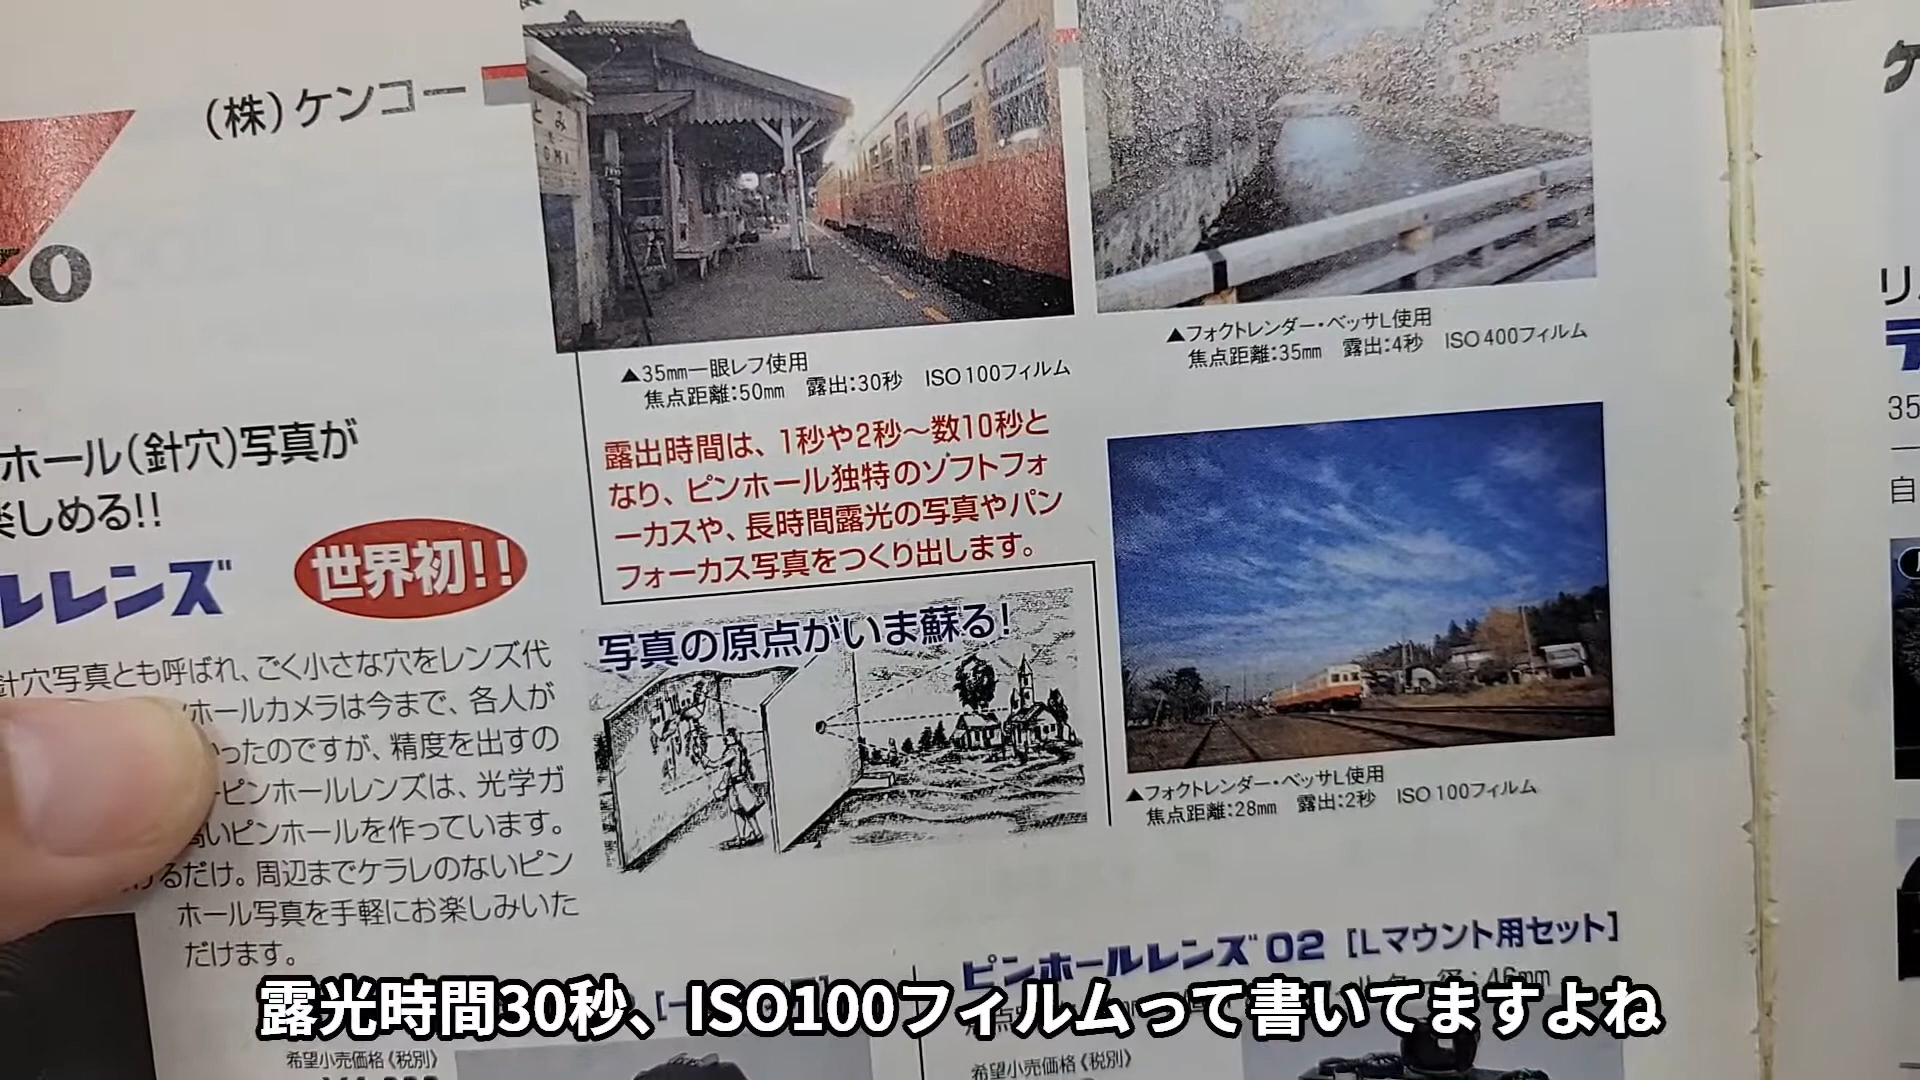 (株)ケンコー
KO
ホール(針穴)写真が
楽しめる!!
ルレンズ
世界初!!
針穴写真とも呼ばれ、ごく小さな穴をレンズ代
ホールカメラは今まで、各人が
ったのですが、精度を出すの
ーピンホールレンズは、光学ガ
高いピンホールを作っています。
るだけ。周辺までケラレのないピン
ホール写真を手軽にお楽しみいた
だけます。
とみ
OMI
▲35mm一眼レフ使用
焦点距離:50mm 露出:30秒 ISO100フィルム
▲フォクトレンダー・ベッサL使用
焦点距離:35mm 露出:4秒 ISO400フィルム
露出時間は、1秒や2秒〜数10秒と
なり、ピンホール独特のソフトフォ
ーカスや、長時間露光の写真やパン
フォーカス写真をつくり出します。
写真の原点がいま蘇る!
▲フォクトレンダー・ベッサL使用
焦点距離:28mm 露出:2秒 ISO100フィルム
ピンホールレンズ02 [Lマウント用セット]
46mm
希望小売価格《税別》
希望小売価格《税別》
ケ
リ
35
自
露光時間30秒、ISO100フィルムって書いてますよね